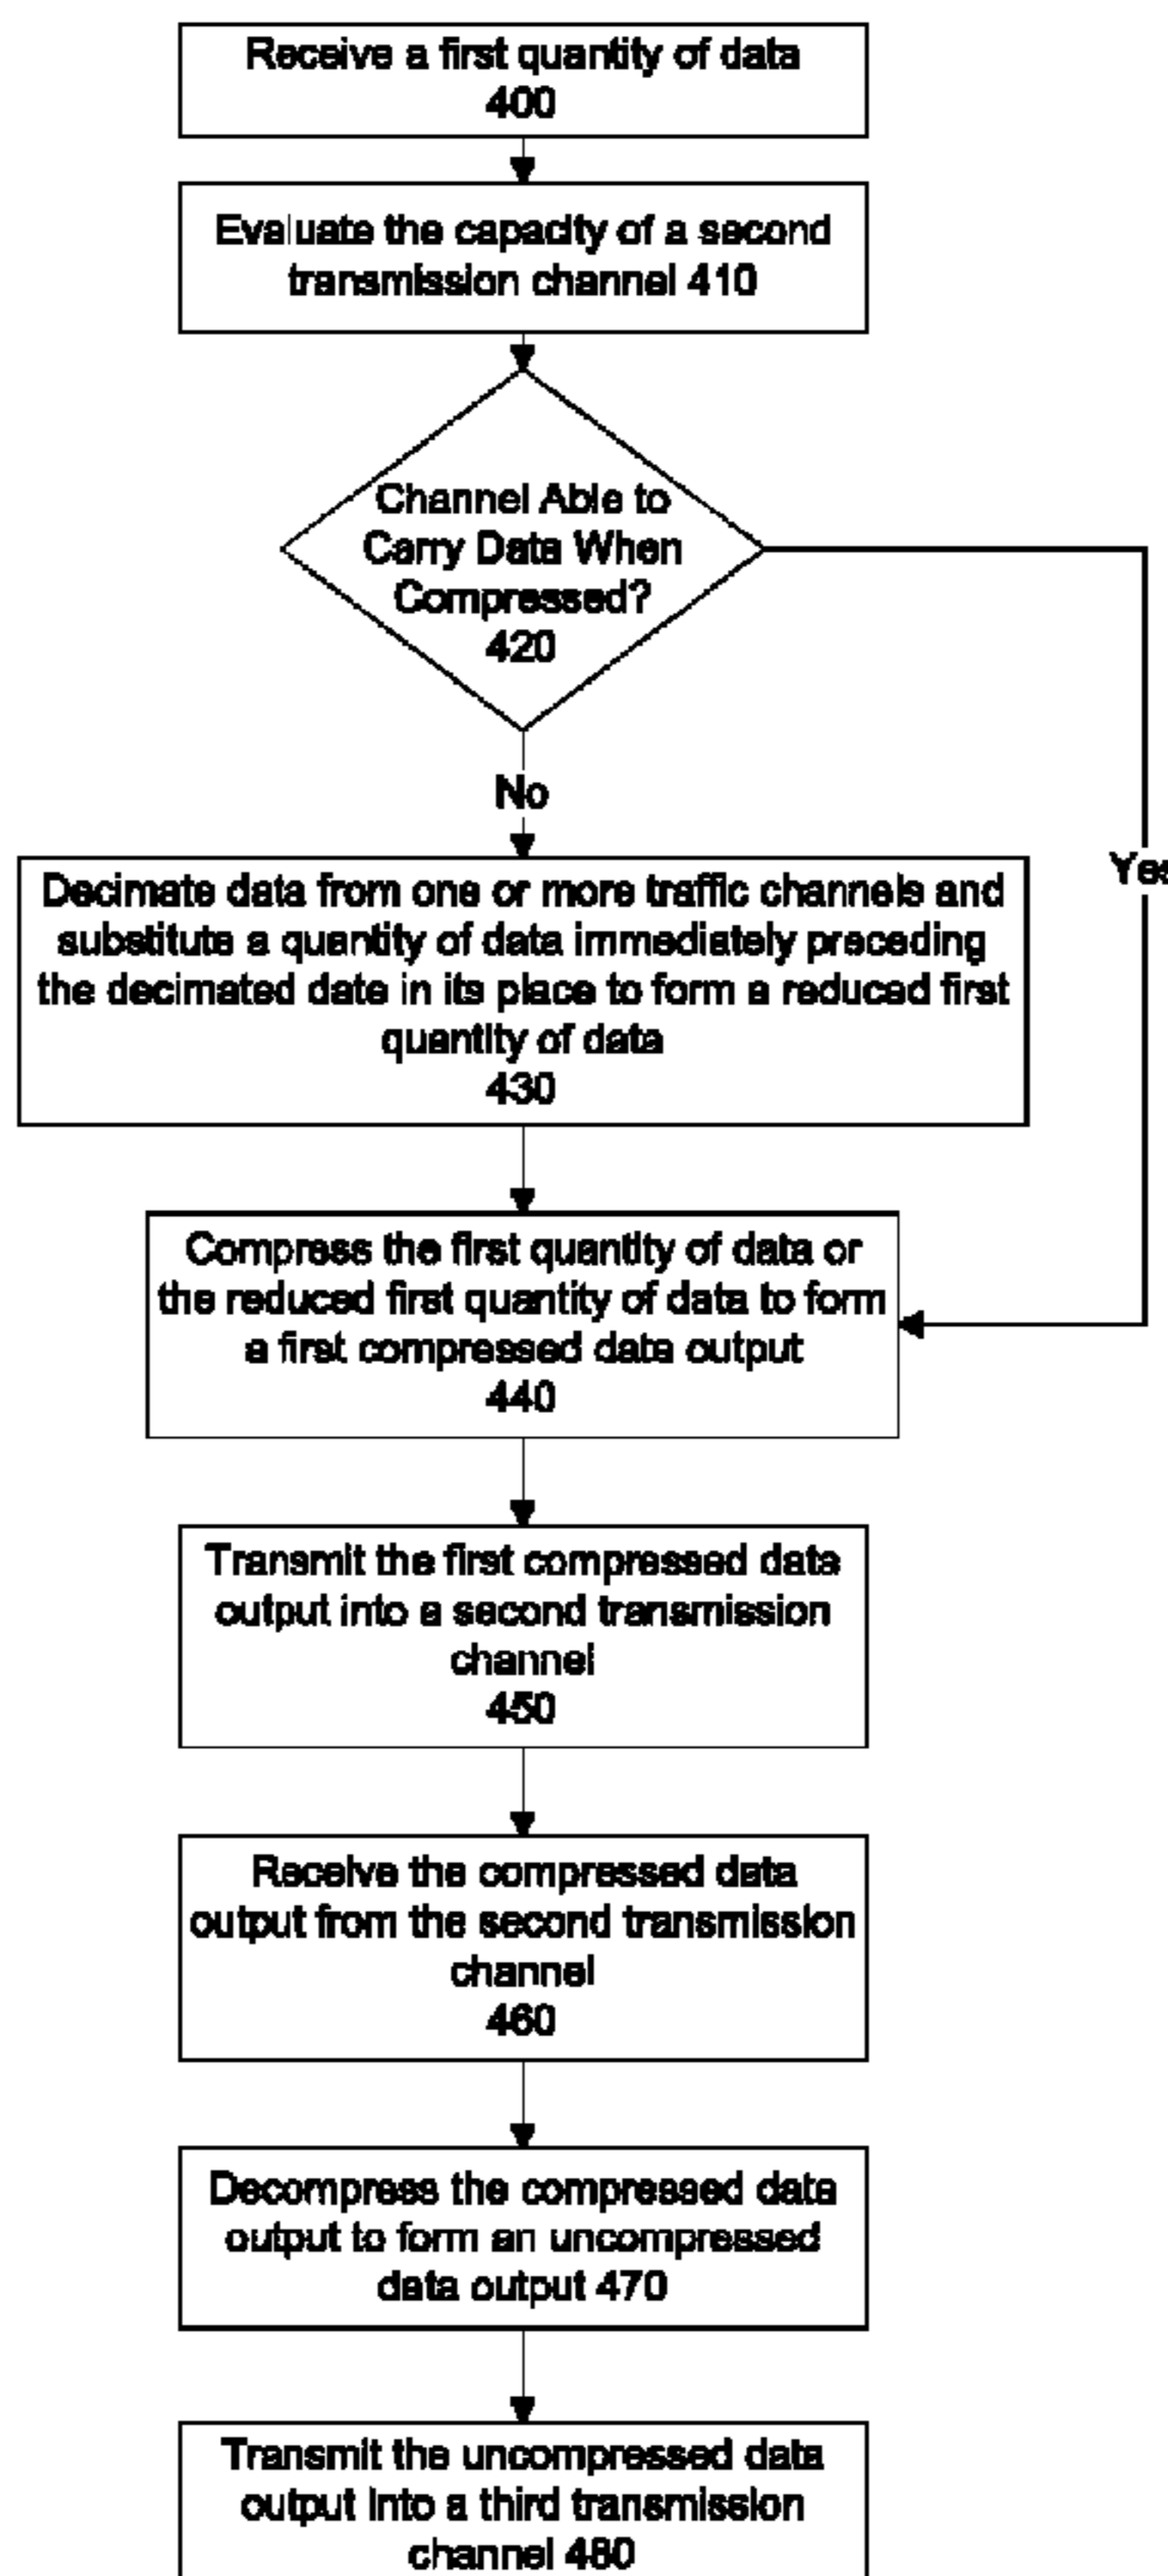 Receive a first quantity of data
400
Evaluate the capacity of a second
transmission channel 410
Channel Able to
Carry Data When
Compressed?
420
No
Yes
Decimate data from one or more traffic channels and
substitute a quantity of data immediately preceding
the decimated date in its place to form a reduced first
quantity of data
430
Compress the first quantity of data or
the reduced first quantity of data to form
a first compressed data output
440
Transmit the first compressed data
output into a second transmission
channel
450
Receive the compressed data
output from the second transmission
channel
460
Decompress the compressed data
output to form an uncompressed
data output 470
Transmit the uncompressed data
output into a third transmission
channel 480